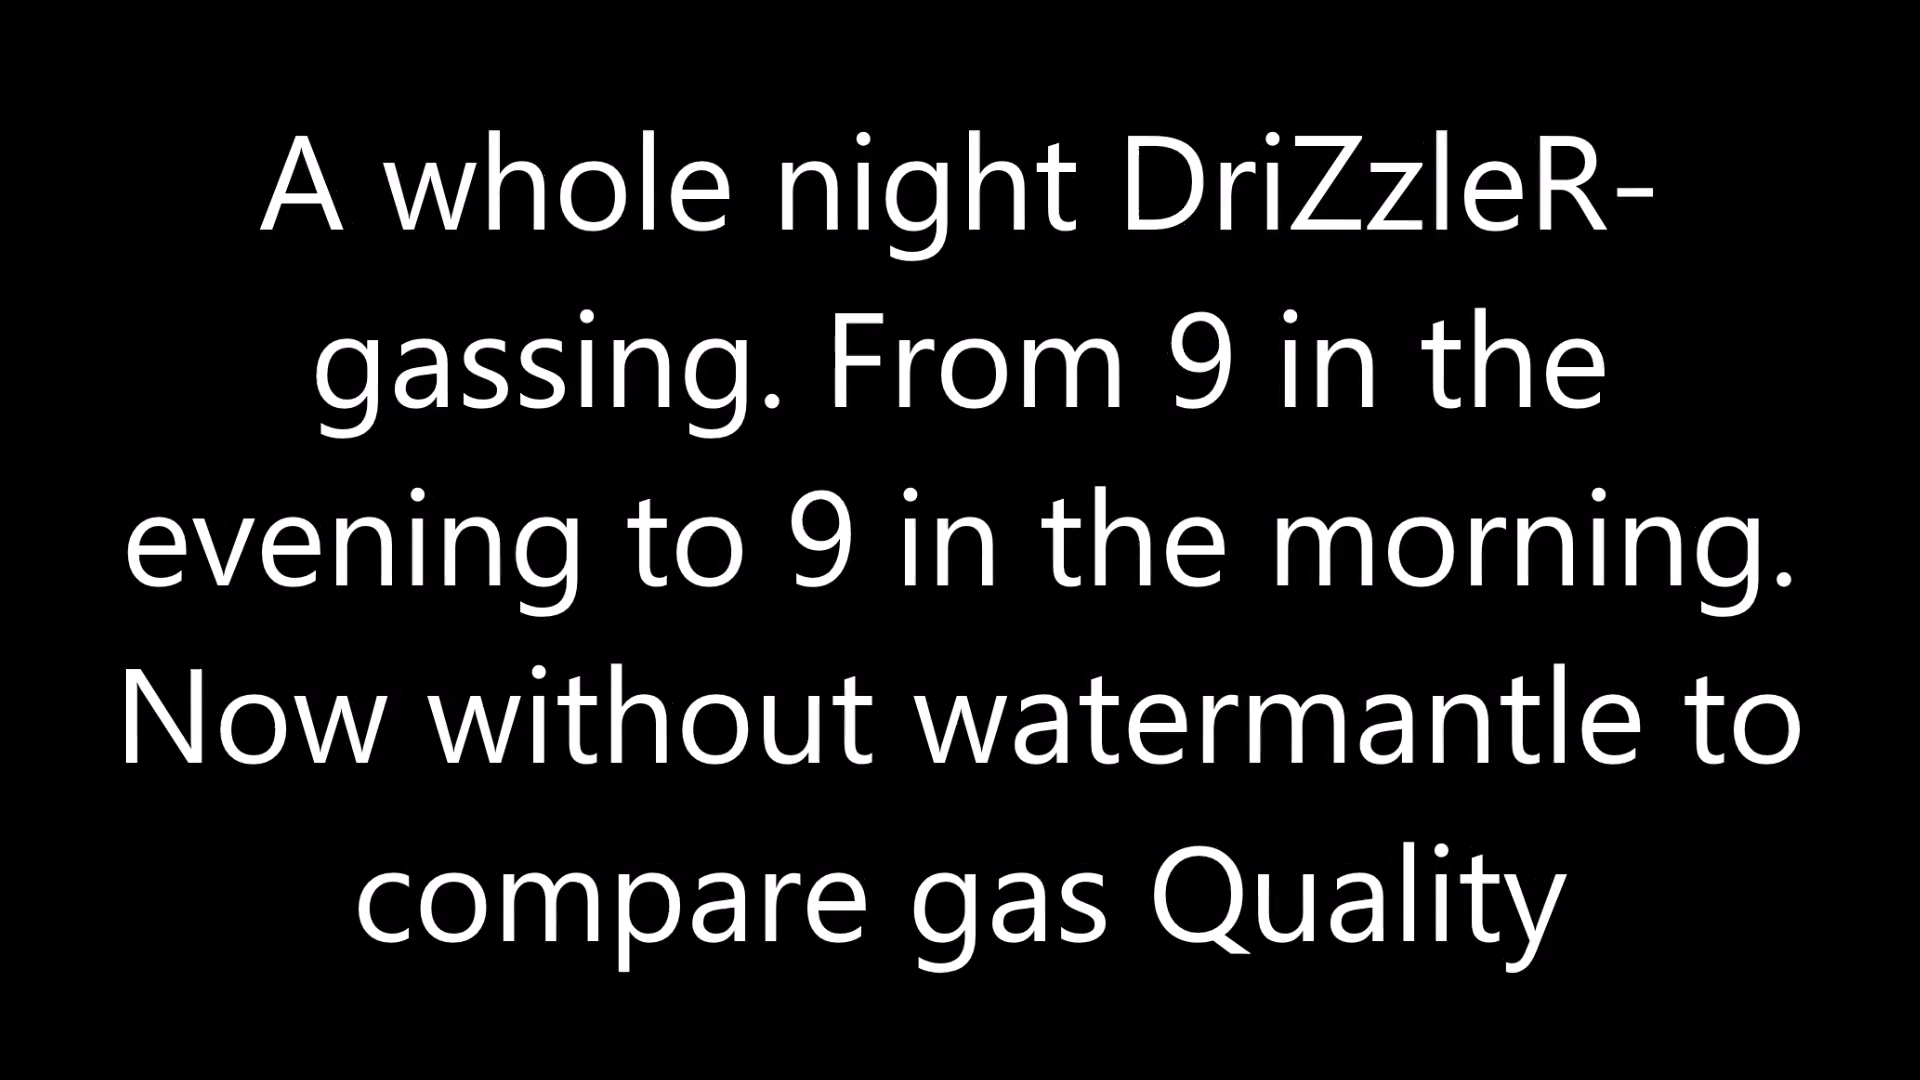 A whole night DriZzleR-
gassing. From 9 in the
evening to 9 in the morning.
Now without watermantle to
compare gas Quality